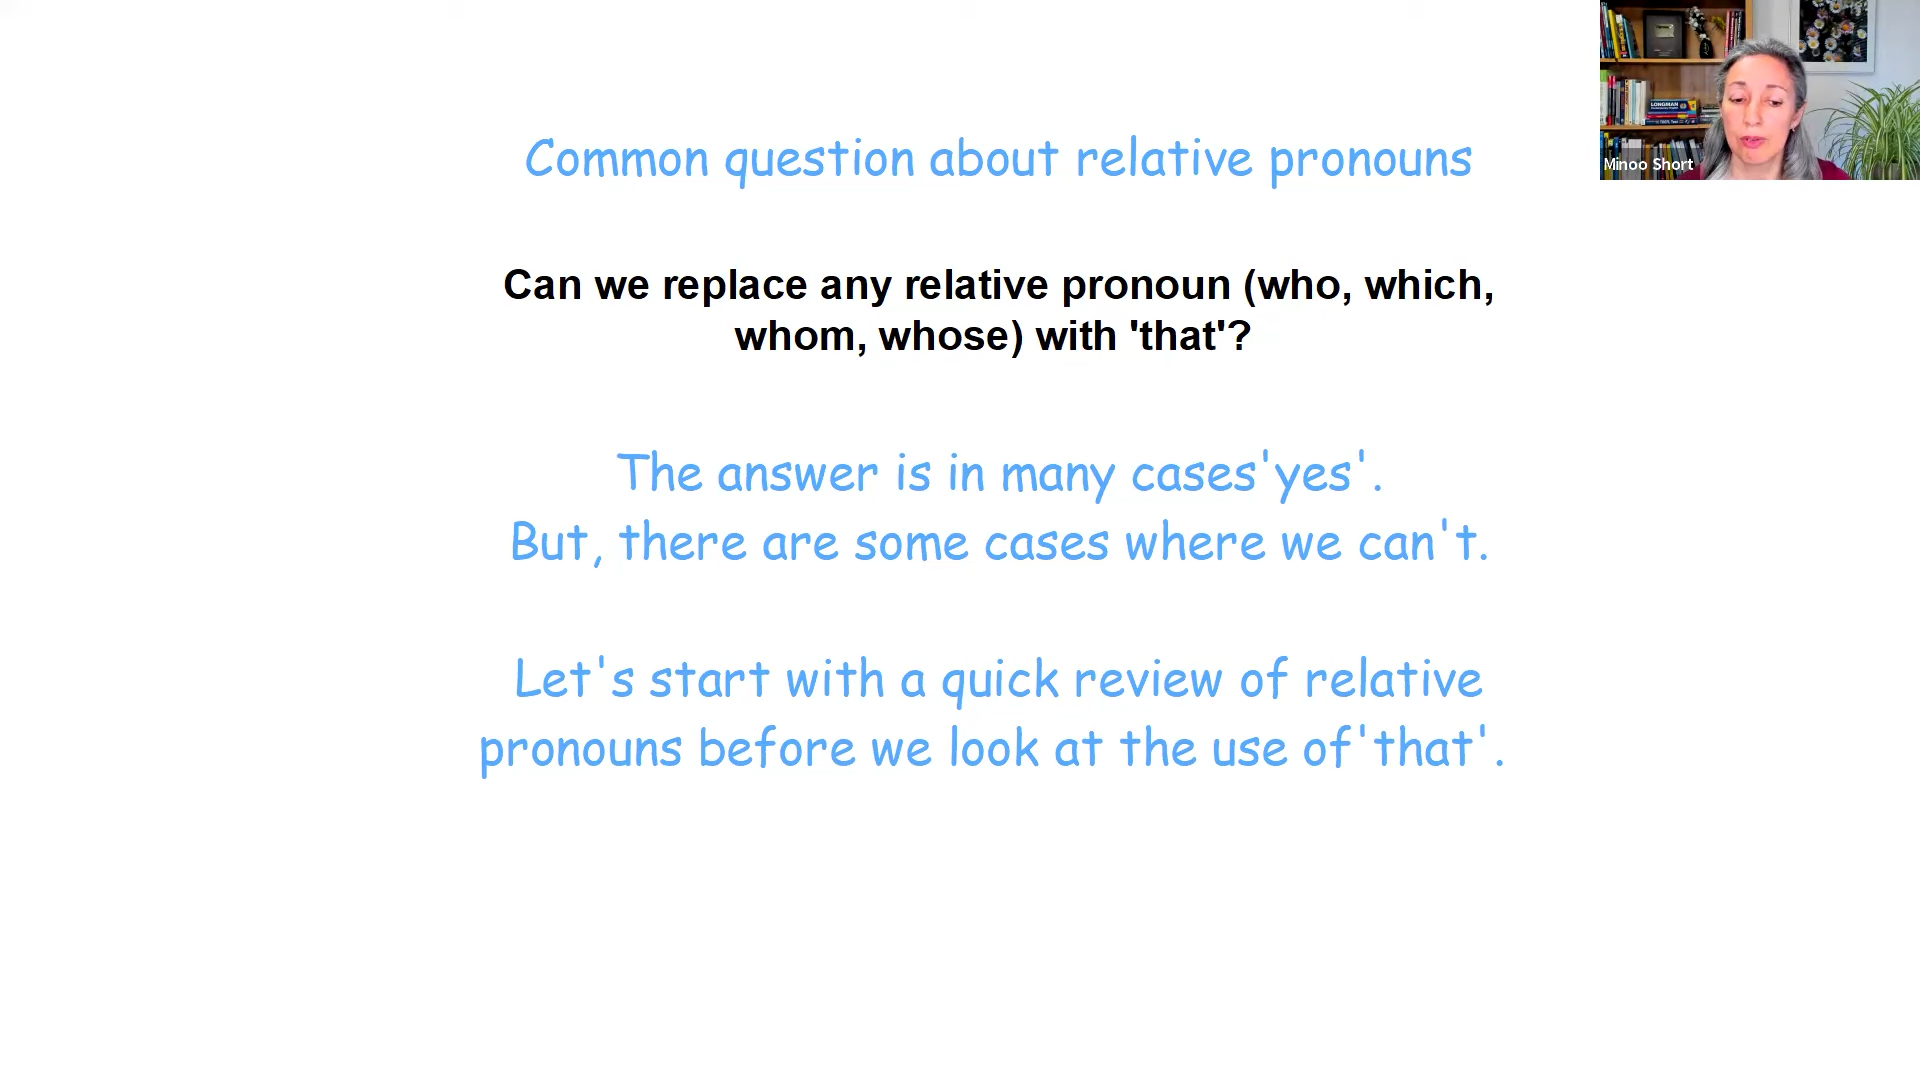 Common question about relative pronouns
Can we replace any relative pronoun (who, which,
whom, whose) with 'that'?
The answer is in many cases'yes'.
But, there are some cases where we can't.
Let's start with a quick review of relative
pronouns before we look at the use of'that'.
LONGMAN
Minoo Short